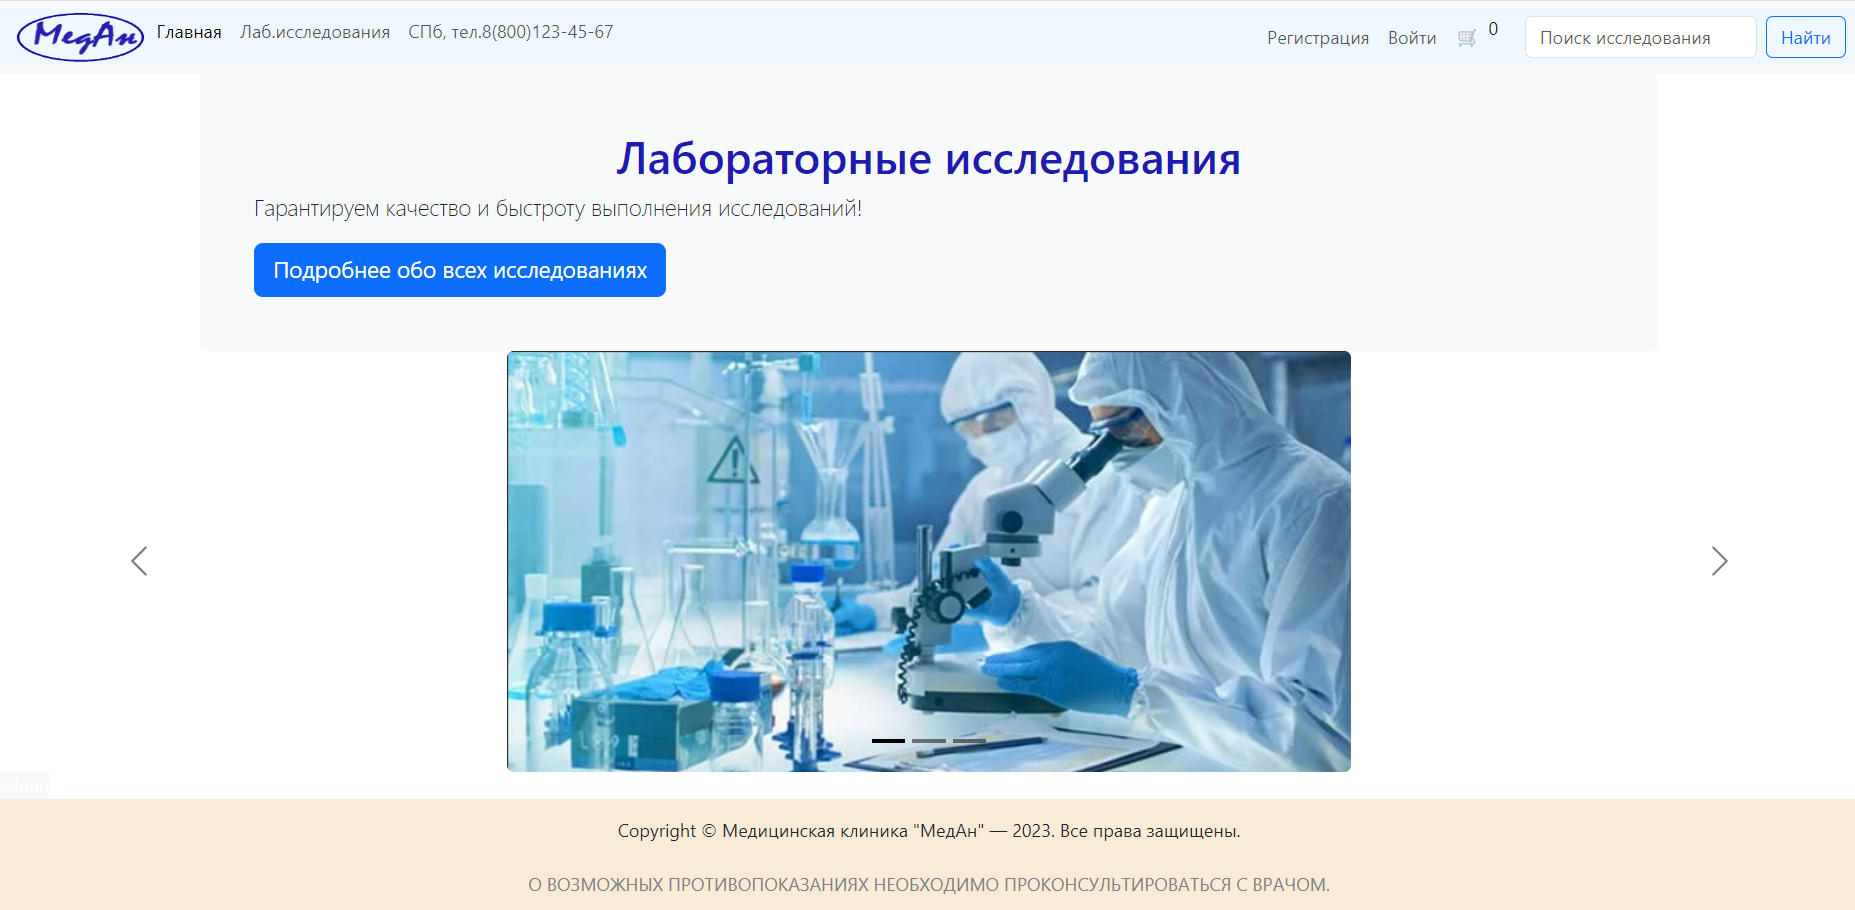 МедАн Главная Лаб.исследования СПб, тел.8(800)123-45-67 Регистрация Войти 0 Поиск исследования Найти
Лабораторные исследования
Гарантируем качество и быстроту выполнения исследований!
Подробнее обо всех исследованиях
admin
Copyright © Медицинская клиника "МедАн" — 2023. Все права защищены.
О ВОЗМОЖНЫХ ПРОТИВОПОКАЗАНИЯХ НЕОБХОДИМО ПРОКОНСУЛЬТИРОВАТЬСЯ С ВРАЧОМ.